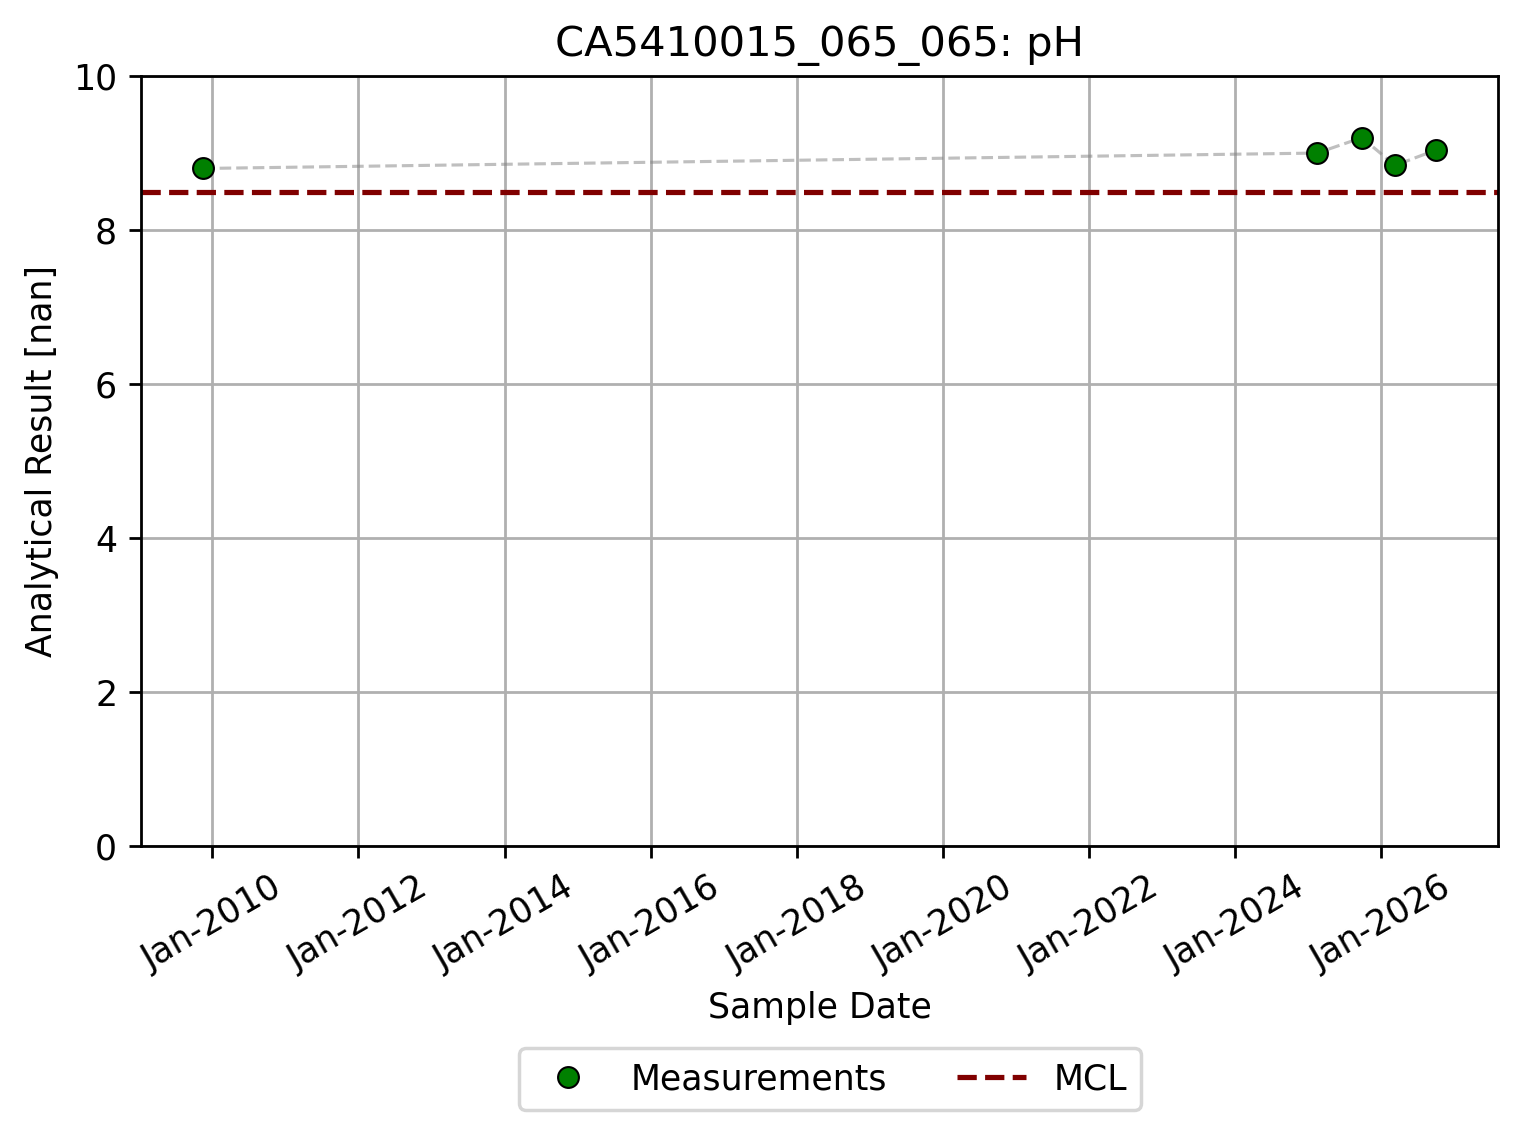 CA5410015_065_065: pH
10
8
6
4
2
0
Analytical Result [nan]
Jan-2010
Jan-2012
Jan-2014
Jan-2016
Jan-2018
Jan-2020
Jan-2022
Jan-2024
Jan-2026
Sample Date
Measurements
MCL